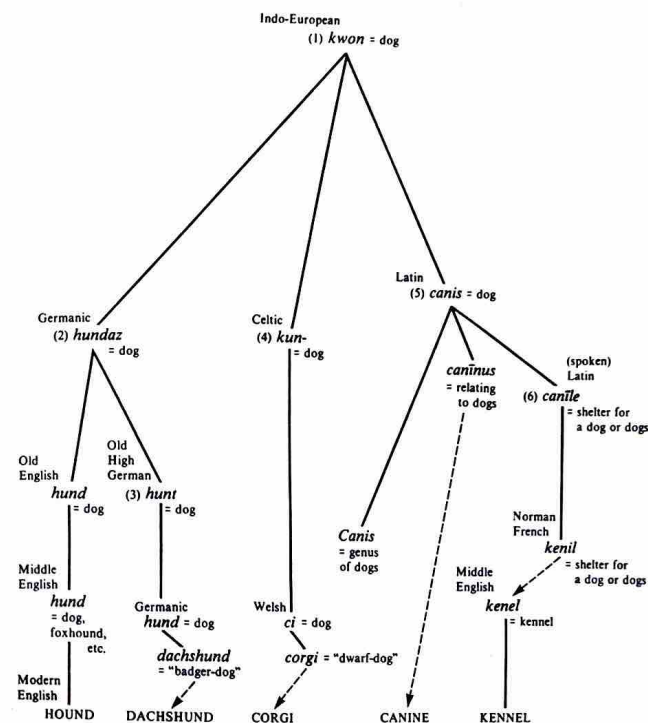 Indo-European
(1) kwon = dog
Latin
(5) canis = dog
Germanic
(2) hundaz
= dog
Celtic
(4) kun-
= dog
canīnus
= relating
to dogs
(spoken)
Latin
(6) canīle
= shelter for
a dog or dogs
Old
English
hund
= dog
Old
High
German
(3) hunt
= dog
Canis
= genus
of dogs
Norman
French
kenil
= shelter for
a dog or dogs
Middle
English
hund
= dog,
foxhound,
etc.
Germanic
hund = dog
dachshund
= "badger-dog"
Welsh
ci = dog
corgi = "dwarf-dog"
Middle
English
kenel
= kennel
Modern
English
HOUND DACHSHUND CORGI CANINE KENNEL